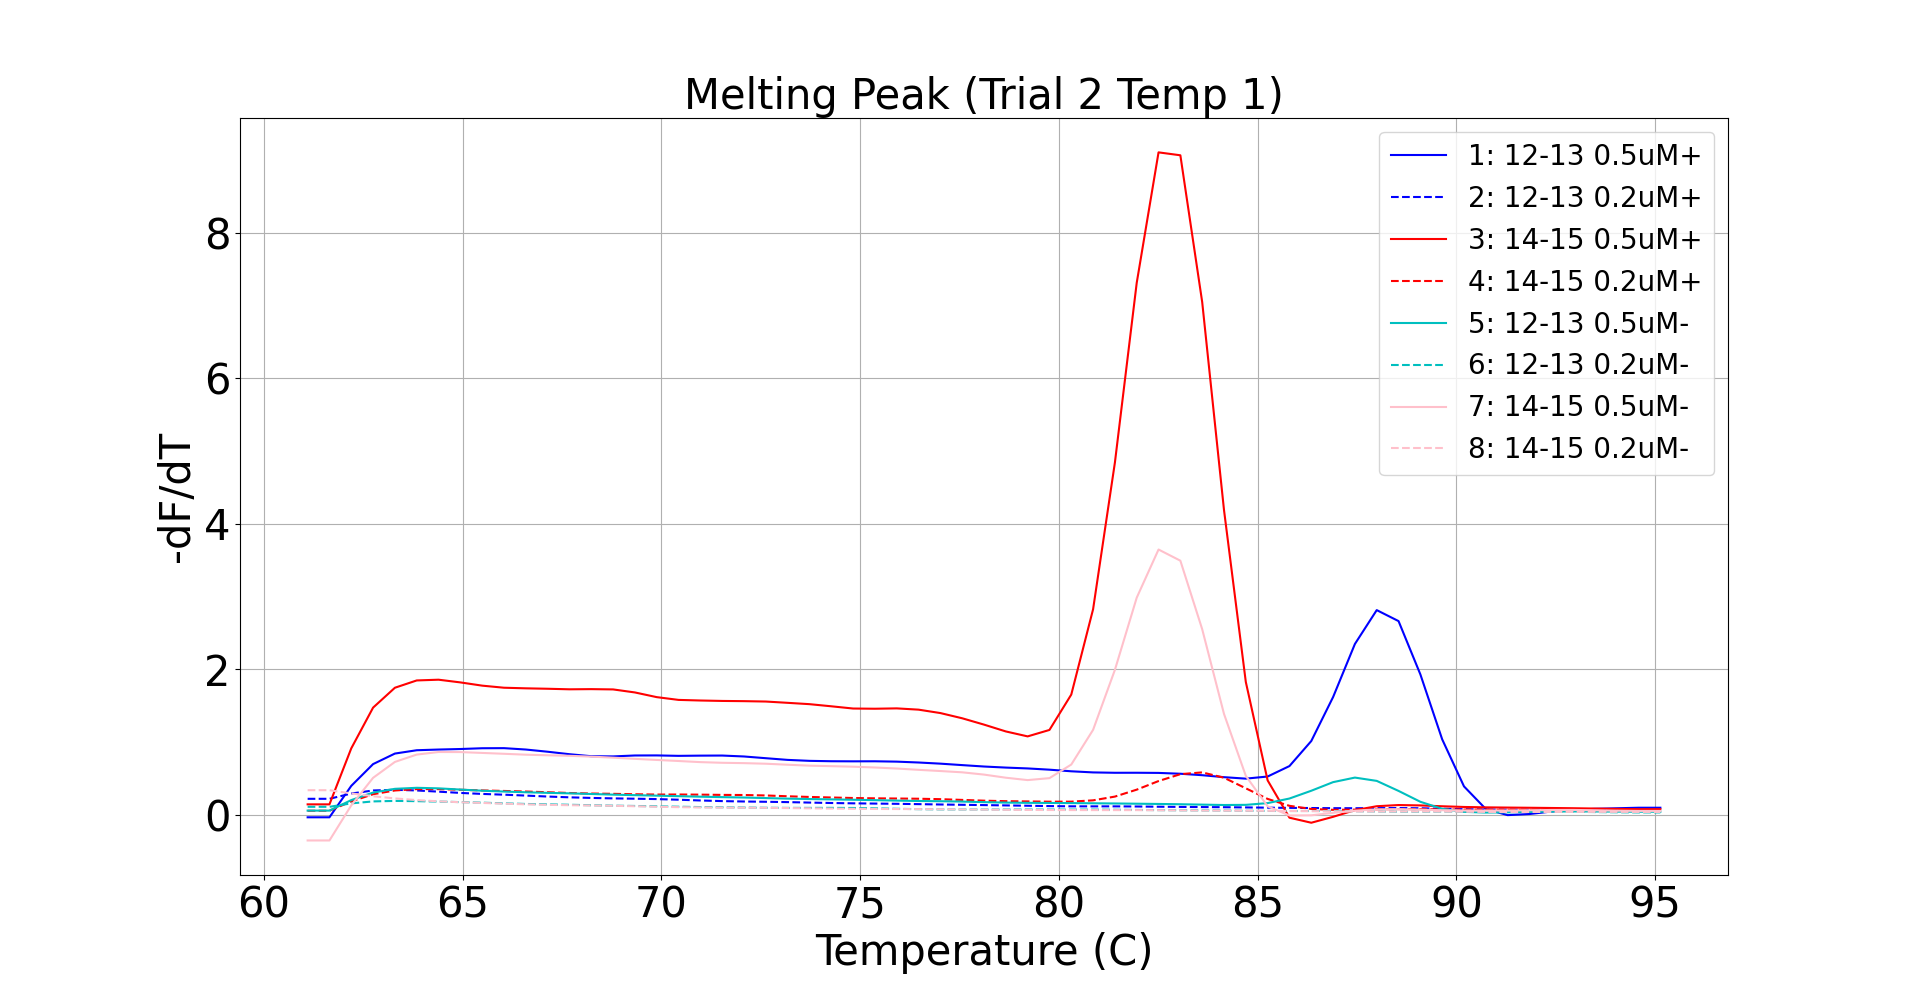 Melting Peak (Trial 2 Temp 1)
1: 12-13 0.5uM+
2: 12-13 0.2uM+
3: 14-15 0.5uM+
4: 14-15 0.2uM+
5: 12-13 0.5uM-
6: 12-13 0.2uM-
7: 14-15 0.5uM-
8: 14-15 0.2uM-
-dF/dT
8
6
4
2
0
60 65 70 75 80 85 90 95
Temperature (C)